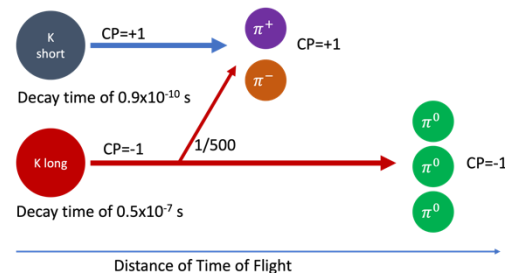 K
short
CP=+1
π⁺
CP=+1
π⁻
Decay time of 0.9x10⁻¹⁰ s
K long
CP=-1
1/500
π⁰
π⁰
CP=-1
π⁰
Decay time of 0.5x10⁻⁷ s
Distance of Time of Flight